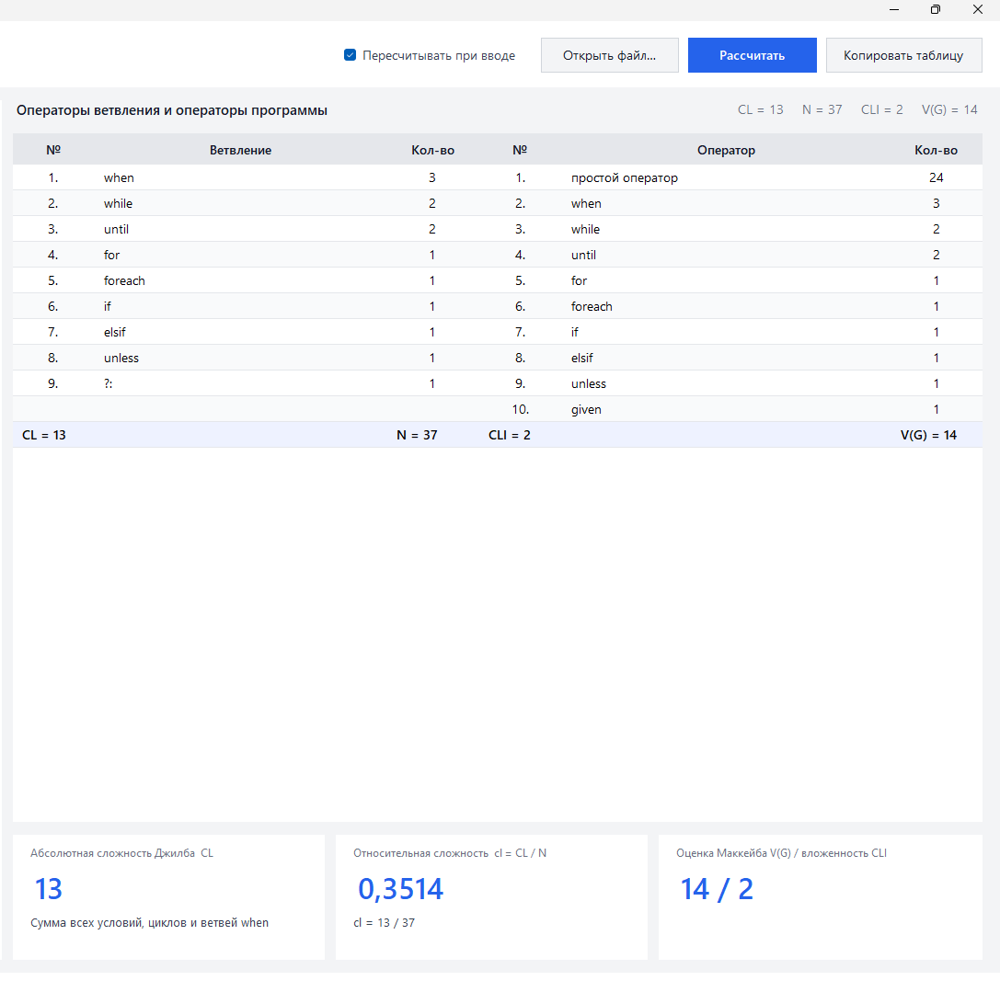 Пересчитывать при вводе Открыть файл... Рассчитать Копировать таблицу
Операторы ветвления и операторы программы CL = 13 N = 37 CLI = 2 V(G) = 14
№ Ветвление Кол-во № Оператор Кол-во
1. when 3 1. простой оператор 24
2. while 2 2. when 3
3. until 2 3. while 2
4. for 1 4. until 2
5. foreach 1 5. for 1
6. if 1 6. foreach 1
7. elsif 1 7. if 1
8. unless 1 8. elsif 1
9. ?: 1 9. unless 1
10. given 1
CL = 13 N = 37 CLI = 2 V(G) = 14
Абсолютная сложность Джилба CL
13
Сумма всех условий, циклов и ветвей when
Относительная сложность cl = CL / N
0,3514
cl = 13 / 37
Оценка Маккейба V(G) / вложенность CLI
14 / 2